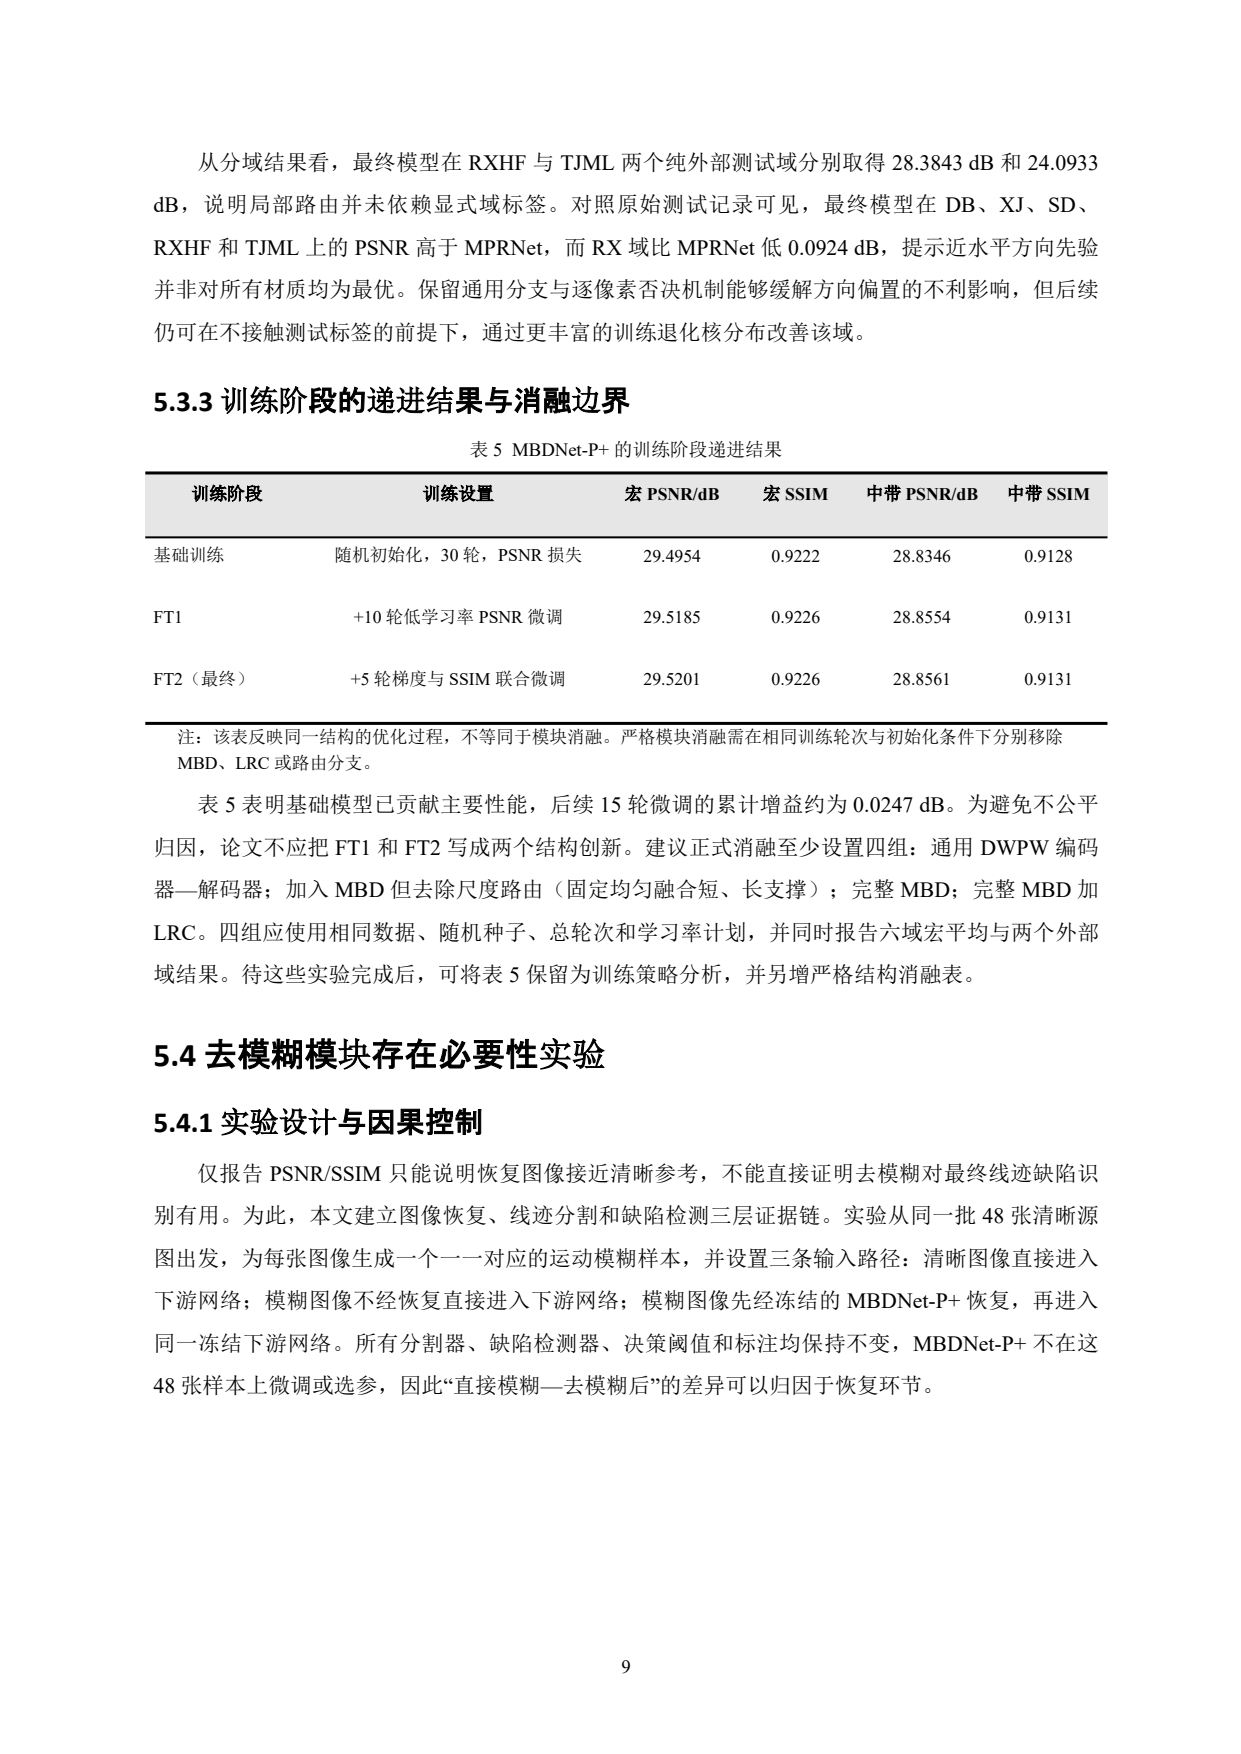 从分域结果看，最终模型在 RXHF 与 TJML 两个纯外部测试域分别取得 28.3843 dB 和 24.0933
dB，说明局部路由并未依赖显式域标签。对照原始测试记录可见，最终模型在 DB、XJ、SD、
RXHF 和 TJML 上的 PSNR 高于 MPRNet，而 RX 域比 MPRNet 低 0.0924 dB，提示近水平方向先验
并非对所有材质均为最优。保留通用分支与逐像素否决机制能够缓解方向偏置的不利影响，但后续
仍可在不接触测试标签的前提下，通过更丰富的训练退化核分布改善该域。
5.3.3 训练阶段的递进结果与消融边界
表 5 MBDNet-P+ 的训练阶段递进结果
训练阶段 训练设置 宏 PSNR/dB 宏 SSIM 中带 PSNR/dB 中带 SSIM
基础训练 随机初始化，30 轮，PSNR 损失 29.4954 0.9222 28.8346 0.9128
FT1 +10 轮低学习率 PSNR 微调 29.5185 0.9226 28.8554 0.9131
FT2（最终） +5 轮梯度与 SSIM 联合微调 29.5201 0.9226 28.8561 0.9131
注：该表反映同一结构的优化过程，不等同于模块消融。严格模块消融需在相同训练轮次与初始化条件下分别移除
MBD、LRC 或路由分支。
表 5 表明基础模型已贡献主要性能，后续 15 轮微调的累计增益约为 0.0247 dB。为避免不公平
归因，论文不应把 FT1 和 FT2 写成两个结构创新。建议正式消融至少设置四组：通用 DWPW 编码
器—解码器；加入 MBD 但去除尺度路由（固定均匀融合短、长支撑）；完整 MBD；完整 MBD 加
LRC。四组应使用相同数据、随机种子、总轮次和学习率计划，并同时报告六域宏平均与两个外部
域结果。待这些实验完成后，可将表 5 保留为训练策略分析，并另增严格结构消融表。
5.4 去模糊模块存在必要性实验
5.4.1 实验设计与因果控制
仅报告 PSNR/SSIM 只能说明恢复图像接近清晰参考，不能直接证明去模糊对最终线迹缺陷识
别有用。为此，本文建立图像恢复、线迹分割和缺陷检测三层证据链。实验从同一批 48 张清晰源
图出发，为每张图像生成一个一一对应的运动模糊样本，并设置三条输入路径：清晰图像直接进入
下游网络；模糊图像不经恢复直接进入下游网络；模糊图像先经冻结的 MBDNet-P+ 恢复，再进入
同一冻结下游网络。所有分割器、缺陷检测器、决策阈值和标注均保持不变，MBDNet-P+ 不在这
48 张样本上微调或选参，因此“直接模糊—去模糊后”的差异可以归因于恢复环节。
9